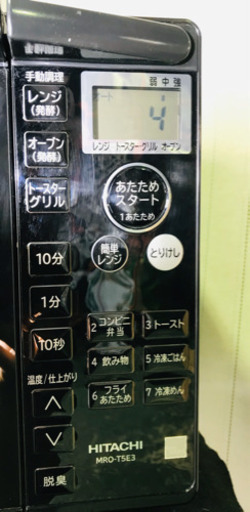 手動調理
弱 中 強
オート
4
レンジ トースター グリル オーブン
レンジ
(発酵)
オーブン
(発酵)
トースター
グリル
あたため
スタート
1あたため
簡単
レンジ
とりけし
10分
1分
10秒
2 コンビニ
弁当
3 トースト
4 飲み物
5 冷凍ごはん
6 フライ
あたため
7 冷凍めん
温度/仕上がり
脱臭
HITACHI
MRO-T5E3